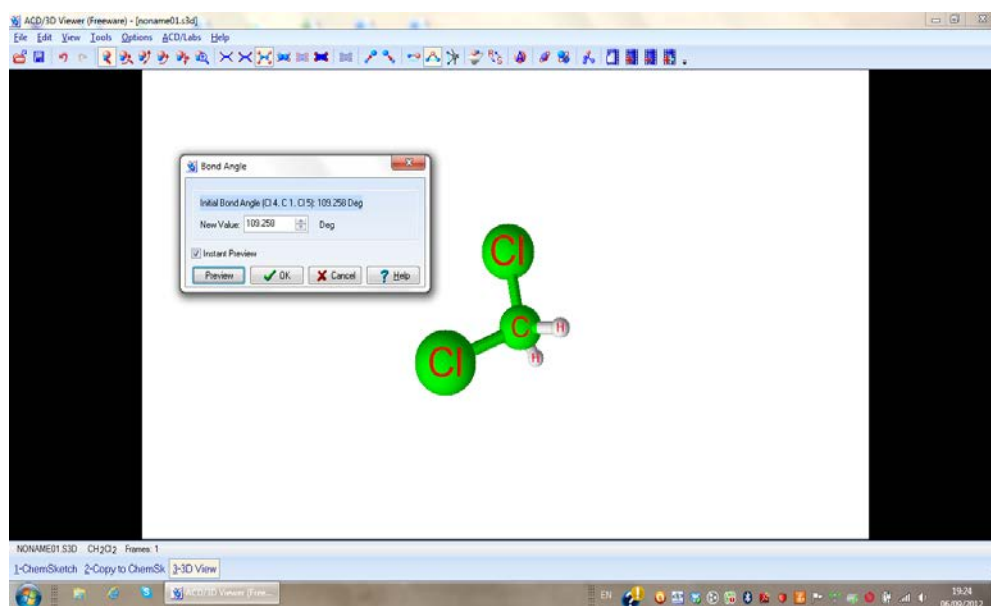 ACD/3D Viewer (Freeware) - [noname01.s3d]
File Edit View Tools Options ACD/Labs Help
Bond Angle
Initial Bond Angle (Cl 4, C 1, Cl 5): 109.258 Deg
New Value: 109.258 Deg
Instant Preview
Preview OK Cancel ? Help
Cl
C H
H
Cl
NONAME01.S3D CH2Cl2 Frames: 1
1-ChemSketch 2-Copy to ChemSk 3-3D View
ACD/3D Viewer (Free...
EN
19:24
06/09/2012